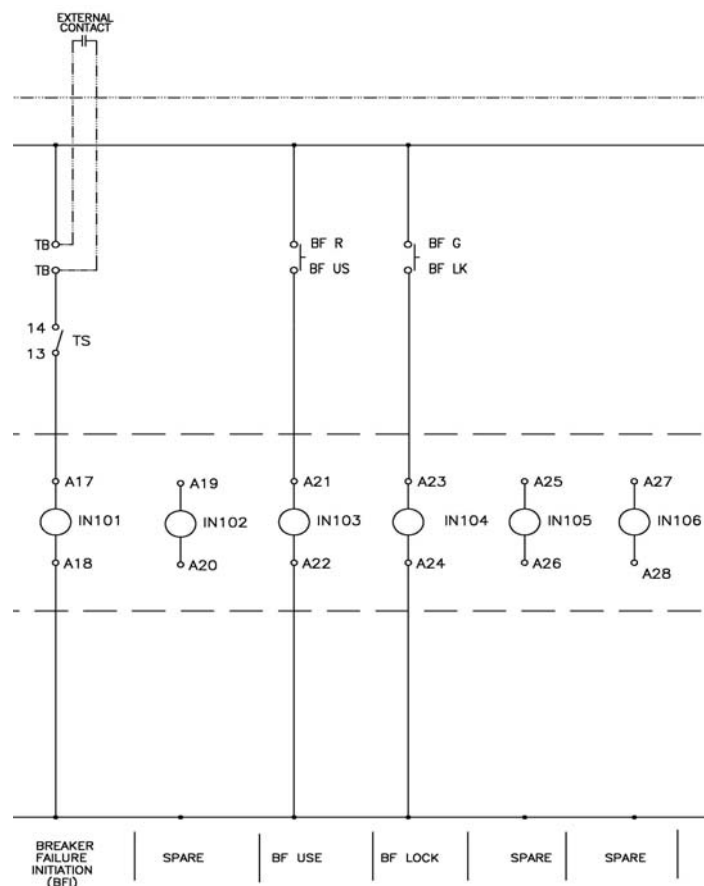 EXTERNAL
CONTACT
TB
TB
BF R
BF US
BF G
BF LK
14
13
TS
A17
A19
A21
A23
A25
A27
IN101
IN102
IN103
IN104
IN105
IN106
A18
A20
A22
A24
A26
A28
BREAKER
FAILURE
INITIATION
(BFI)
SPARE
BF USE
BF LOCK
SPARE
SPARE